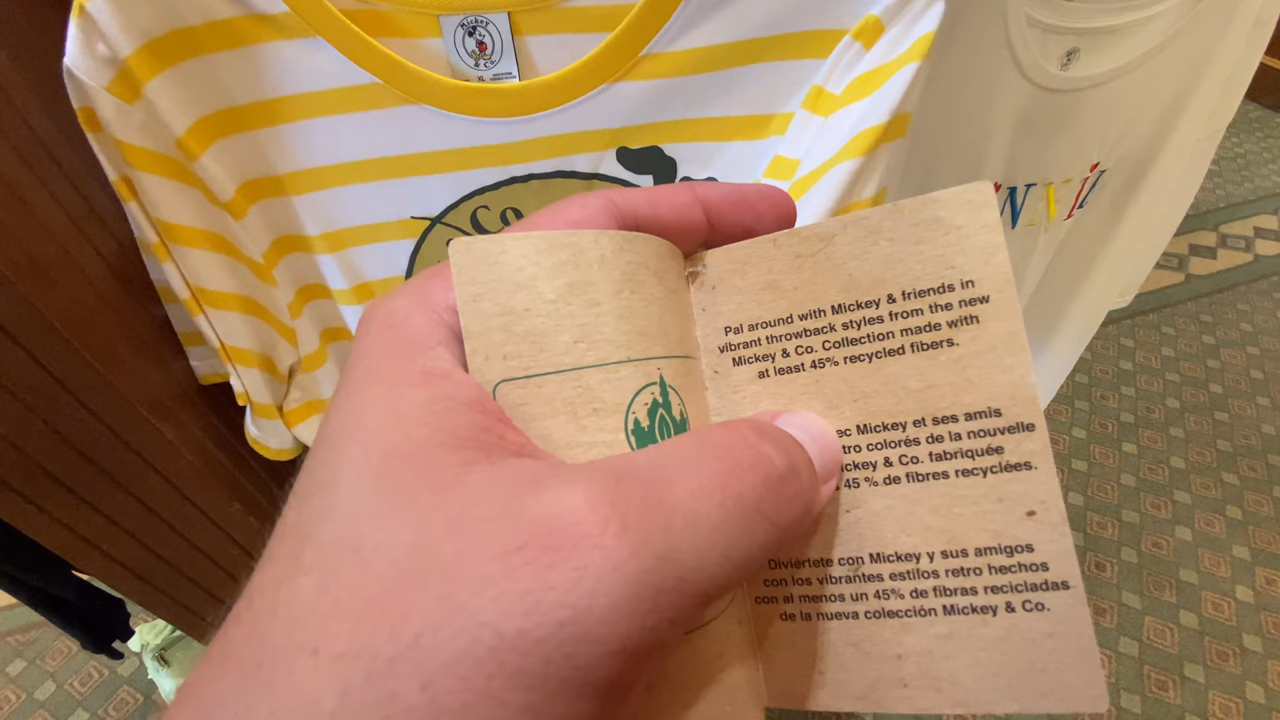 Mickey
& Co.
XL
Co
Pal around with Mickey & friends in
vibrant throwback styles from the new
Mickey & Co. Collection made with
at least 45% recycled fibers.
ec Mickey et ses amis
tro colorés de la nouvelle
ickey & Co. fabriquée
45 % de fibres recyclées.
Diviértete con Mickey y sus amigos
con los vibrantes estilos retro hechos
con al menos un 45% de fibras recicladas
de la nueva colección Mickey & Co.